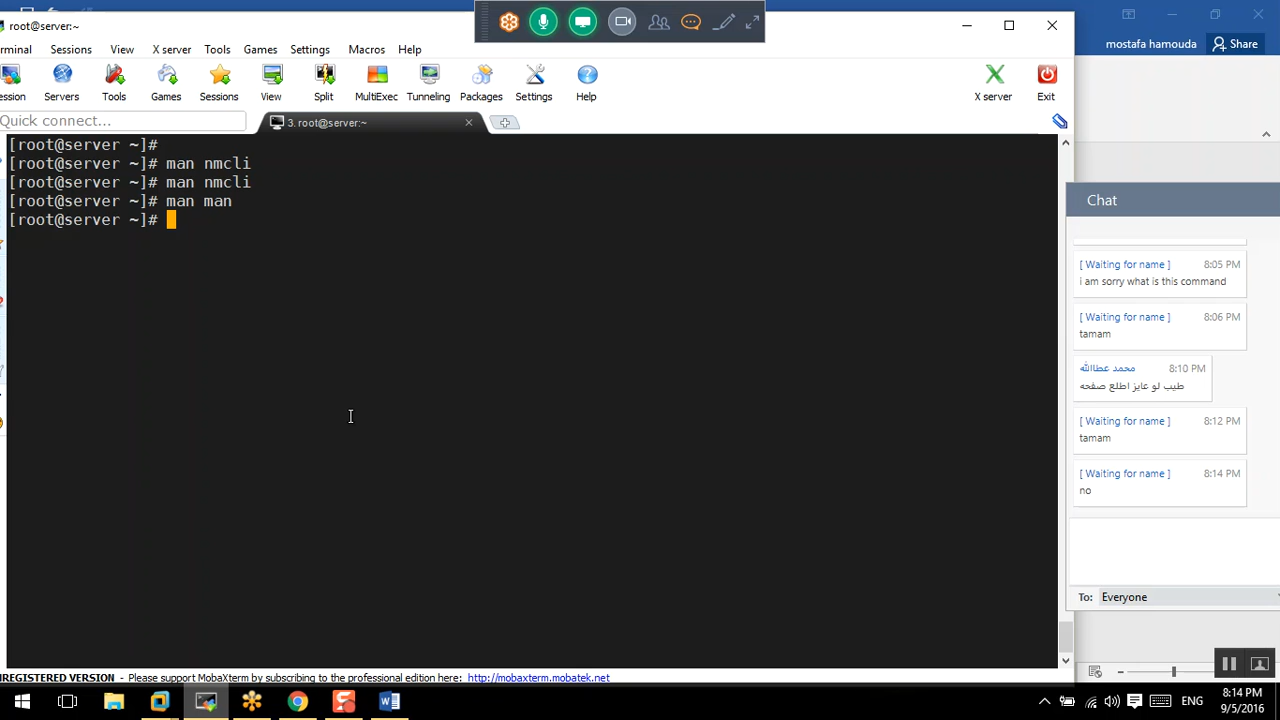 root@server:~
mostafa hamouda
Share
rminal Sessions View X server Tools Games Settings Macros Help
ession Servers Tools Games Sessions View Split MultiExec Tunneling Packages Settings Help X server Exit
Quick connect...
3. root@server:~
[root@server ~]#
[root@server ~]# man nmcli
[root@server ~]# man nmcli
[root@server ~]# man man
[root@server ~]#
Chat
[ Waiting for name ] 8:05 PM
i am sorry what is this command
[ Waiting for name ] 8:06 PM
tamam
محمد عطاالله 8:10 PM
طيب لو عايز اطلع صفحه
[ Waiting for name ] 8:12 PM
tamam
[ Waiting for name ] 8:14 PM
no
To: Everyone
NREGISTERED VERSION - Please support MobaXterm by subscribing to the professional edition here: http://mobaxterm.mobatek.net
ENG
8:14 PM
9/5/2016